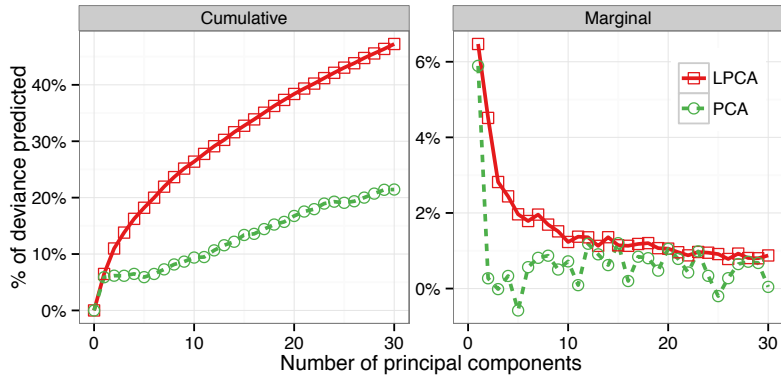 Cumulative
Marginal
% of deviance predicted
40%
30%
20%
10%
0%
0
10
20
30
6%
4%
2%
0%
0
10
20
30
LPCA
PCA
Number of principal components